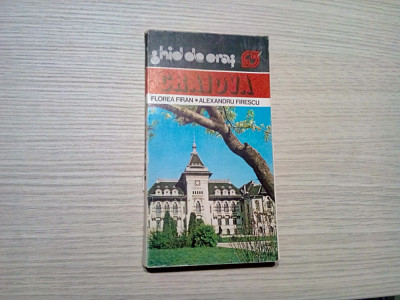 ghid de oraș
CRAIOVA
FLOREA FIRAN • ALEXANDRU FIRESCU